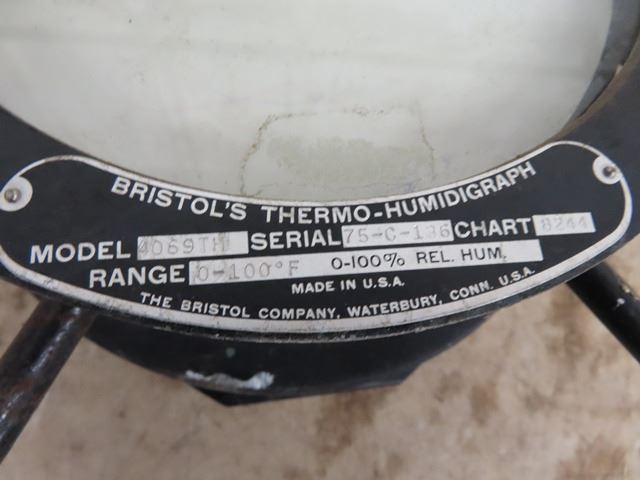 BRISTOL'S THERMO-HUMIDIGRAPH
MODEL 4069TH SERIAL 75-C-136 CHART 8244
RANGE 0-100°F 0-100% REL. HUM.
MADE IN U.S.A.
THE BRISTOL COMPANY, WATERBURY, CONN. U.S.A.